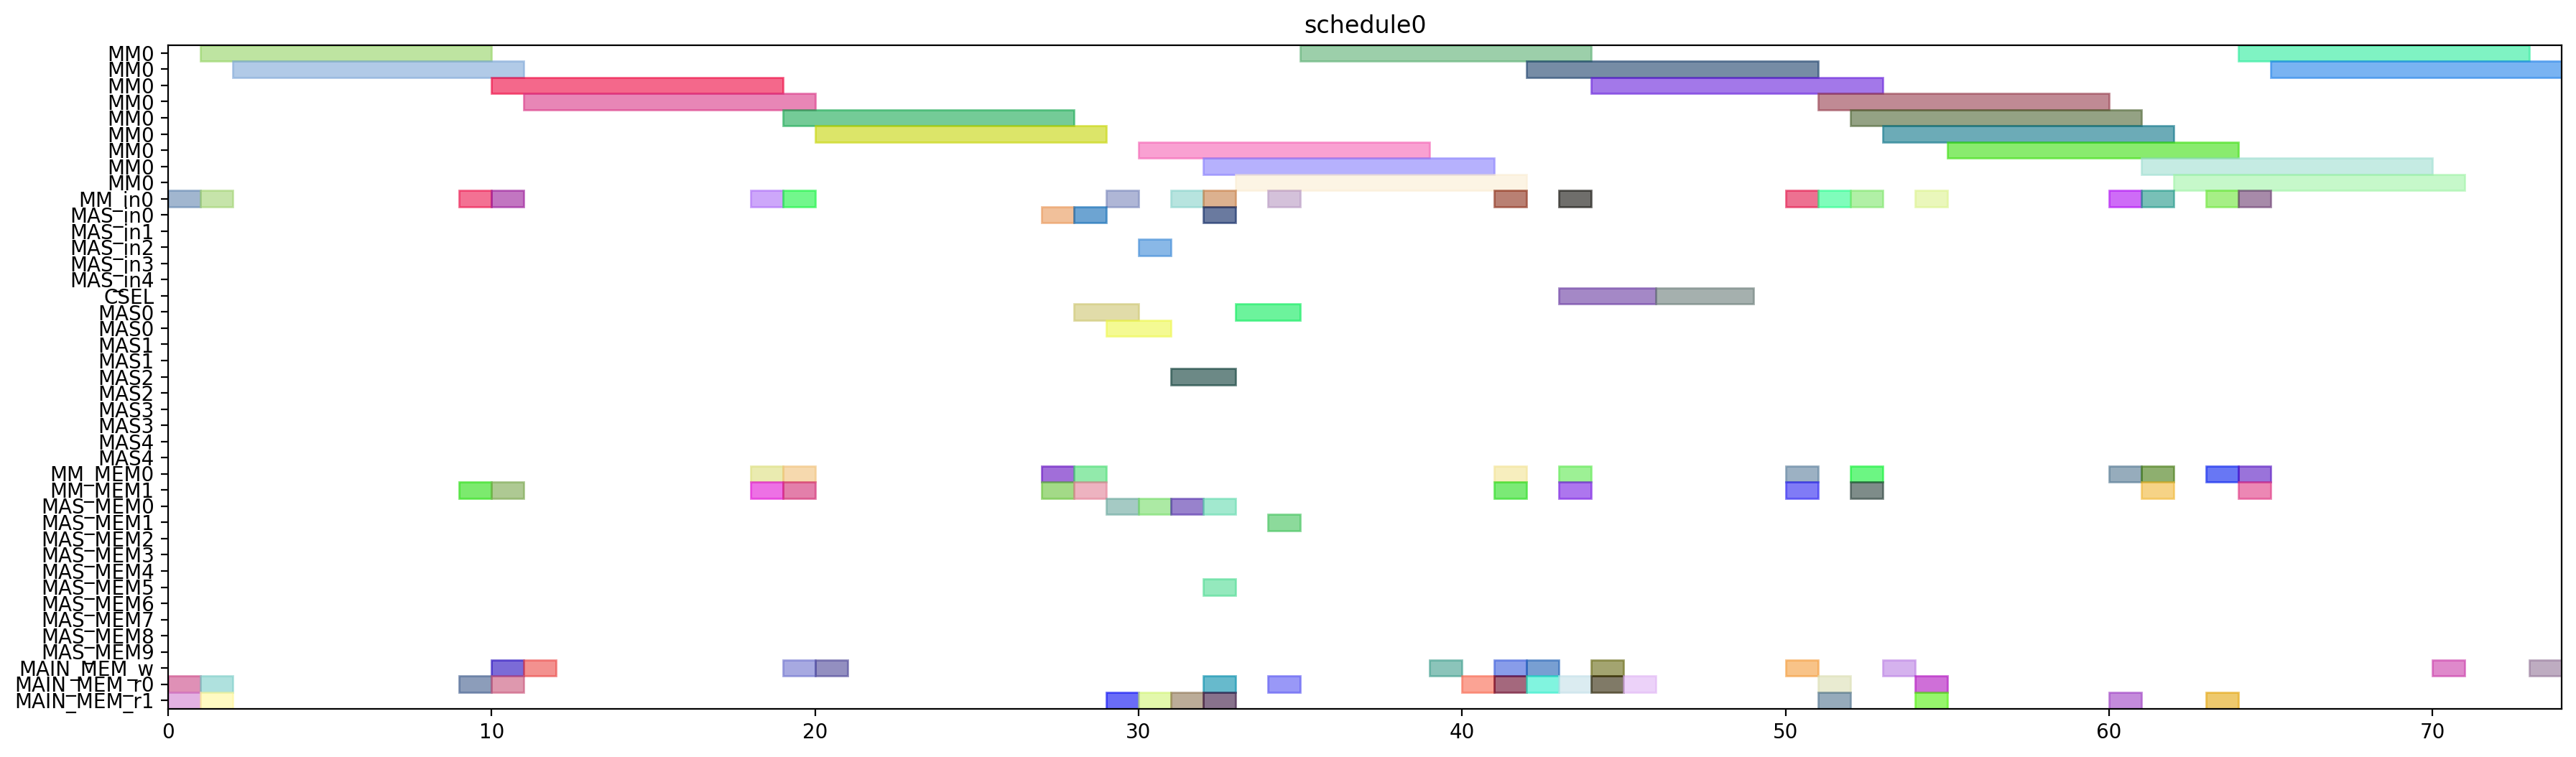 schedule0
MM0
MM0
MM0
MM0
MM0
MM0
MM0
MM0
MM0
MM_in0
MAS_in0
MAS_in1
MAS_in2
MAS_in3
MAS_in4
CSEL
MAS0
MAS0
MAS1
MAS1
MAS2
MAS2
MAS3
MAS3
MAS4
MAS4
MM_MEM0
MM_MEM1
MAS_MEM0
MAS_MEM1
MAS_MEM2
MAS_MEM3
MAS_MEM4
MAS_MEM5
MAS_MEM6
MAS_MEM7
MAS_MEM8
MAS_MEM9
MAIN_MEM_w
MAIN_MEM_r0
MAIN_MEM_r1
0 10 20 30 40 50 60 70